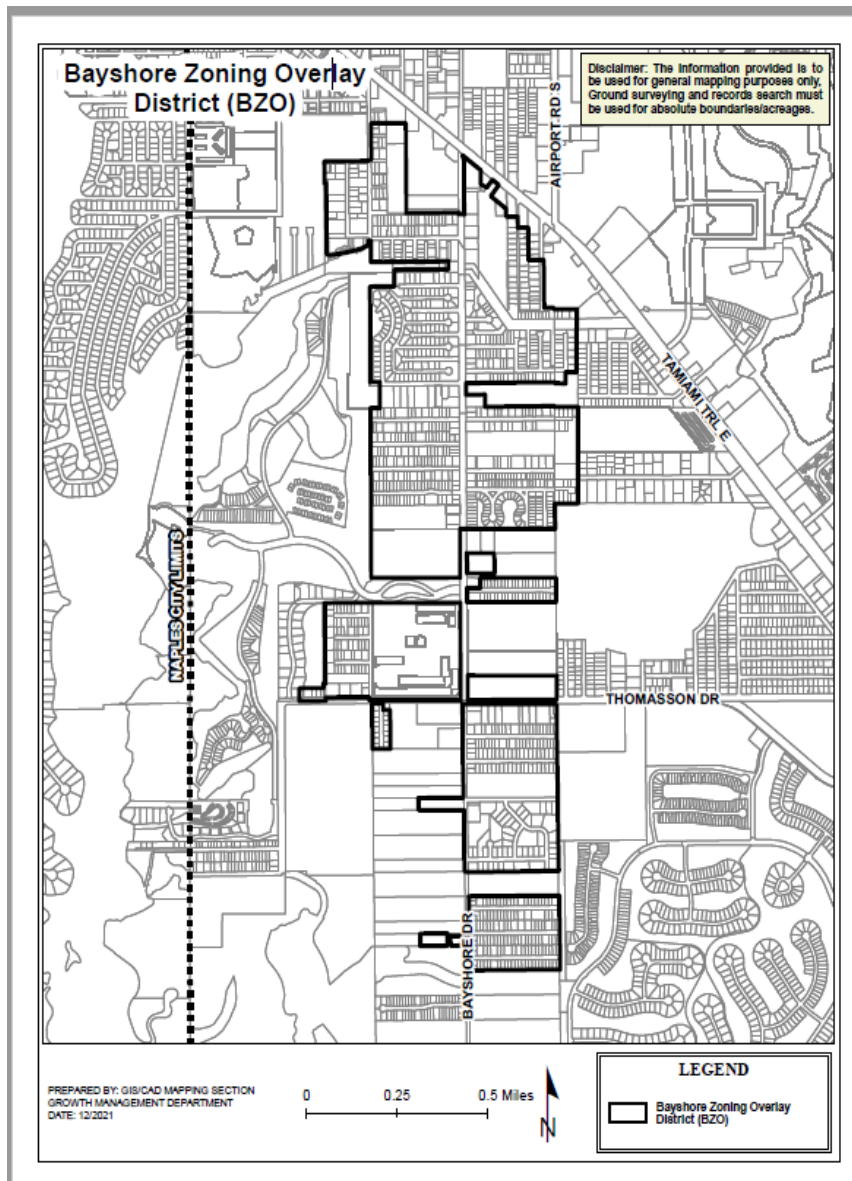 Bayshore Zoning Overlay
District (BZO)
Disclaimer: The information provided is to
be used for general mapping purposes only,
Ground surveying and records search must
be used for absolute boundaries/acreages.
AIRPORT RD S
TAMIAMI TRL E
NAPLES CITY LIMITS
THOMASSON DR
BAYSHORE DR
PREPARED BY: GIS/CAD MAPPING SECTION
GROWTH MANAGEMENT DEPARTMENT
DATE: 12/2021
0 0.25 0.5 Miles
N
LEGEND
Bayshore Zoning Overlay
District (BZO)